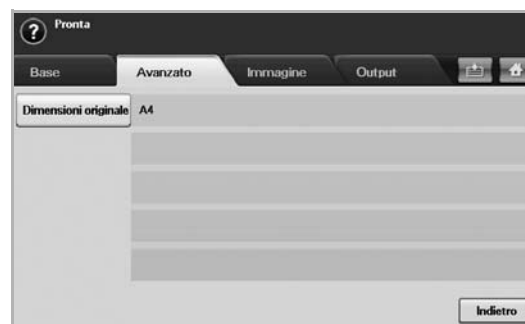 Pronta
Base Avanzato Immagine Output
Dimensioni originale A4
Indietro